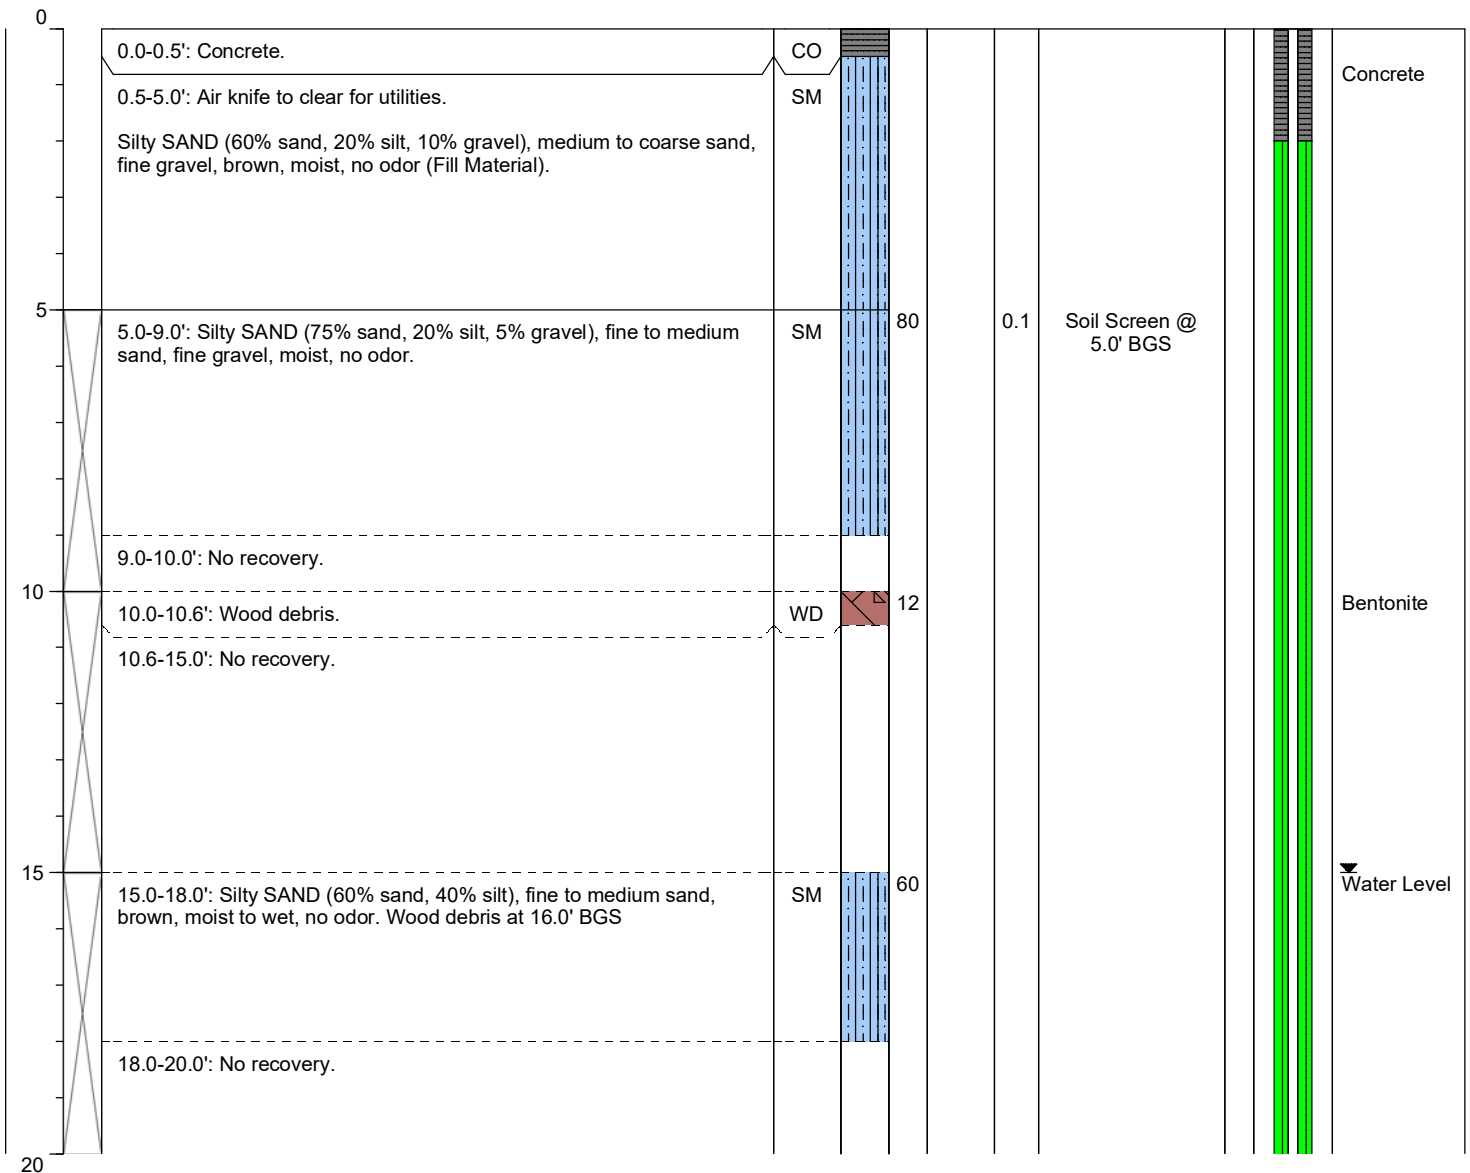 0
0.0-0.5': Concrete.
CO
Concrete
0.5-5.0': Air knife to clear for utilities.
SM
Silty SAND (60% sand, 20% silt, 10% gravel), medium to coarse sand,
fine gravel, brown, moist, no odor (Fill Material).
5
5.0-9.0': Silty SAND (75% sand, 20% silt, 5% gravel), fine to medium
sand, fine gravel, moist, no odor.
SM
80
0.1
Soil Screen @
5.0' BGS
9.0-10.0': No recovery.
10
10.0-10.6': Wood debris.
WD
12
Bentonite
10.6-15.0': No recovery.
15
15.0-18.0': Silty SAND (60% sand, 40% silt), fine to medium sand,
brown, moist to wet, no odor. Wood debris at 16.0' BGS
SM
60
Water Level
18.0-20.0': No recovery.
20